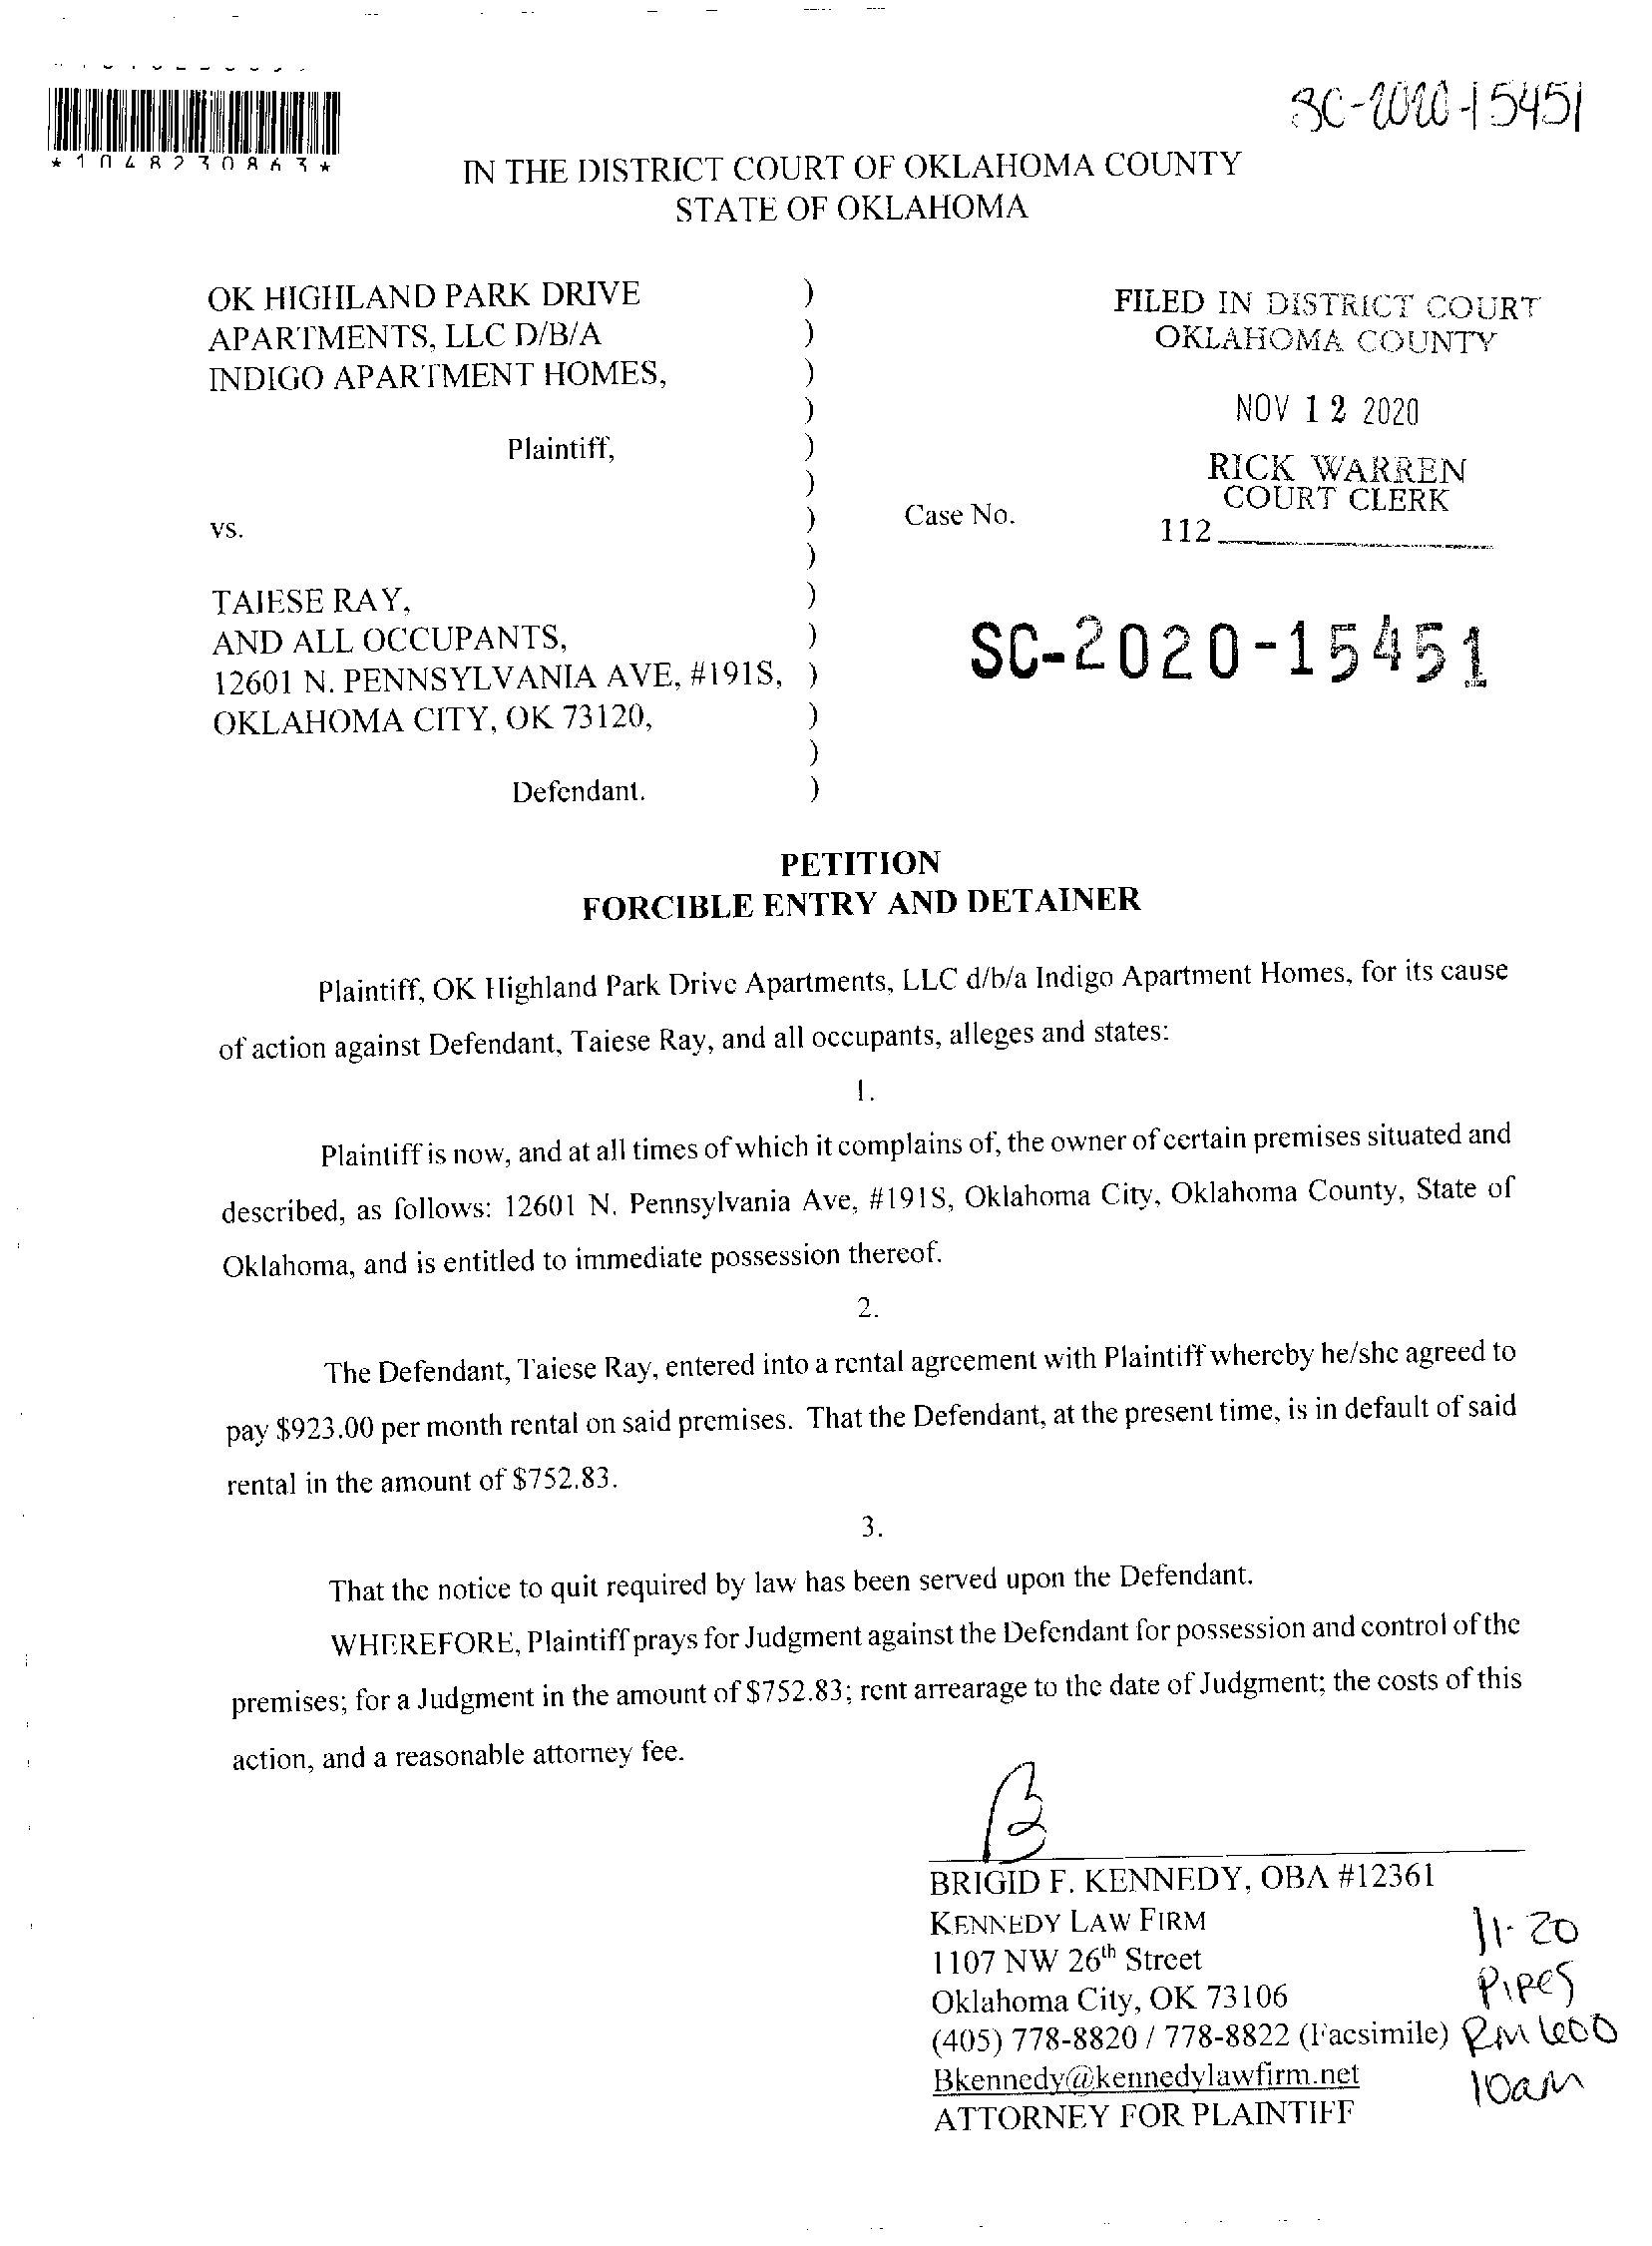 SC-2020-15451
*1048230863*
IN THE DISTRICT COURT OF OKLAHOMA COUNTY
STATE OF OKLAHOMA
OK HIGHLAND PARK DRIVE )
APARTMENTS, LLC D/B/A )
INDIGO APARTMENT HOMES, )
)
Plaintiff, )
)
vs. )
)
TAIESE RAY, )
AND ALL OCCUPANTS, )
12601 N. PENNSYLVANIA AVE, #191S, )
OKLAHOMA CITY, OK 73120, )
)
Defendant. )
FILED IN DISTRICT COURT
OKLAHOMA COUNTY
NOV 12 2020
RICK WARREN
COURT CLERK
Case No.
112
SC-2020-15451
PETITION
FORCIBLE ENTRY AND DETAINER
Plaintiff, OK Highland Park Drive Apartments, LLC d/b/a Indigo Apartment Homes, for its cause
of action against Defendant, Taiese Ray, and all occupants, alleges and states:
1.
Plaintiff is now, and at all times of which it complains of, the owner of certain premises situated and
described, as follows: 12601 N. Pennsylvania Ave, #191S, Oklahoma City, Oklahoma County, State of
Oklahoma, and is entitled to immediate possession thereof.
2.
The Defendant, Taiese Ray, entered into a rental agreement with Plaintiff whereby he/she agreed to
pay $923.00 per month rental on said premises. That the Defendant, at the present time, is in default of said
rental in the amount of $752.83.
3.
That the notice to quit required by law has been served upon the Defendant.
WHEREFORE, Plaintiff prays for Judgment against the Defendant for possession and control of the
premises; for a Judgment in the amount of $752.83; rent arrearage to the date of Judgment; the costs of this
action, and a reasonable attorney fee.
BRIGID F. KENNEDY, OBA #12361
KENNEDY LAW FIRM
1107 NW 26th Street
Oklahoma City, OK 73106
(405) 778-8820 / 778-8822 (Facsimile)
Bkennedy@kennedylawfirm.net
ATTORNEY FOR PLAINTIFF
11-20
Pipes
RM 600
10am